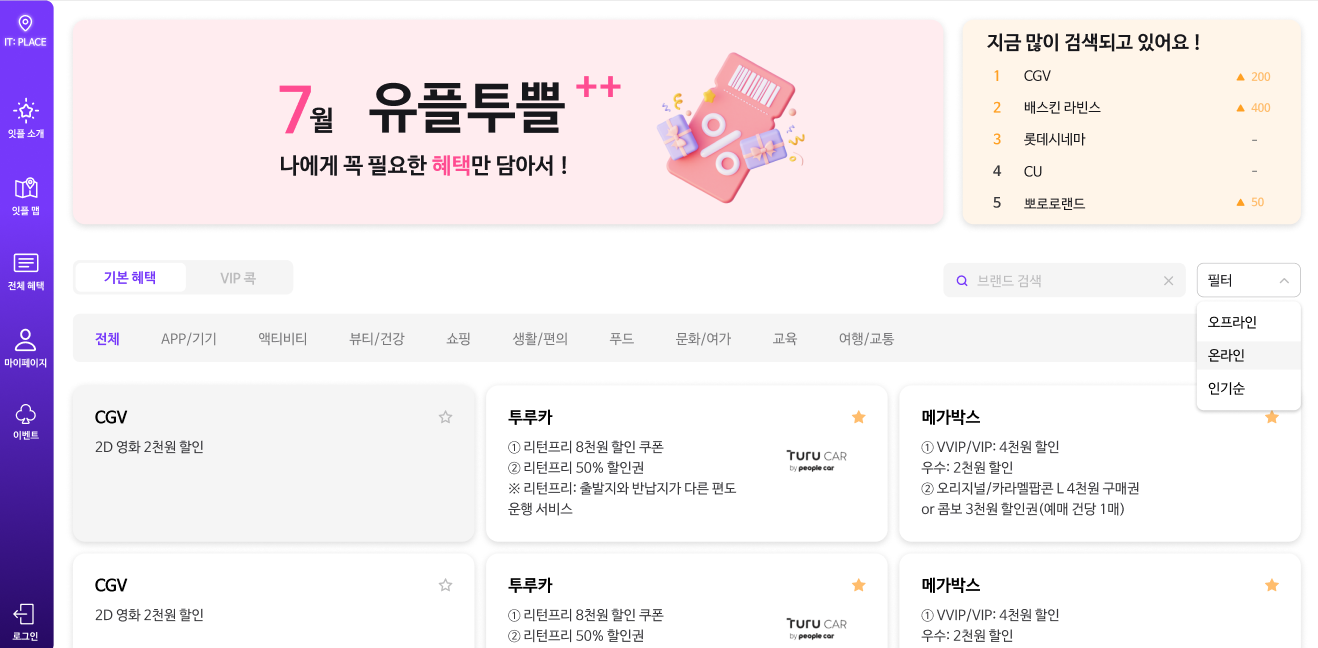 IT: PLACE
잇플 소개
잇플 맵
전체 혜택
마이페이지
이벤트
로그인
7월 유플투쁠 ++
나에게 꼭 필요한 혜택만 담아서 !
지금 많이 검색되고 있어요 !
1 CGV ▲ 200
2 배스킨 라빈스 ▲ 400
3 롯데시네마 -
4 CU -
5 뽀로로랜드 ▲ 50
기본 혜택 VIP 콕
브랜드 검색
필터
오프라인
온라인
인기순
전체 APP/기기 액티비티 뷰티/건강 쇼핑 생활/편의 푸드 문화/여가 교육 여행/교통
CGV
2D 영화 2천원 할인
투루카
① 리턴프리 8천원 할인 쿠폰
② 리턴프리 50% 할인권
※ 리턴프리: 출발지와 반납지가 다른 편도
운행 서비스
Turu CAR
by people car
메가박스
① VVIP/VIP: 4천원 할인
우수: 2천원 할인
② 오리지널/카라멜팝콘 L 4천원 구매권
or 콤보 3천원 할인권(예매 건당 1매)
CGV
2D 영화 2천원 할인
투루카
① 리턴프리 8천원 할인 쿠폰
② 리턴프리 50% 할인권
Turu CAR
by people car
메가박스
① VVIP/VIP: 4천원 할인
우수: 2천원 할인